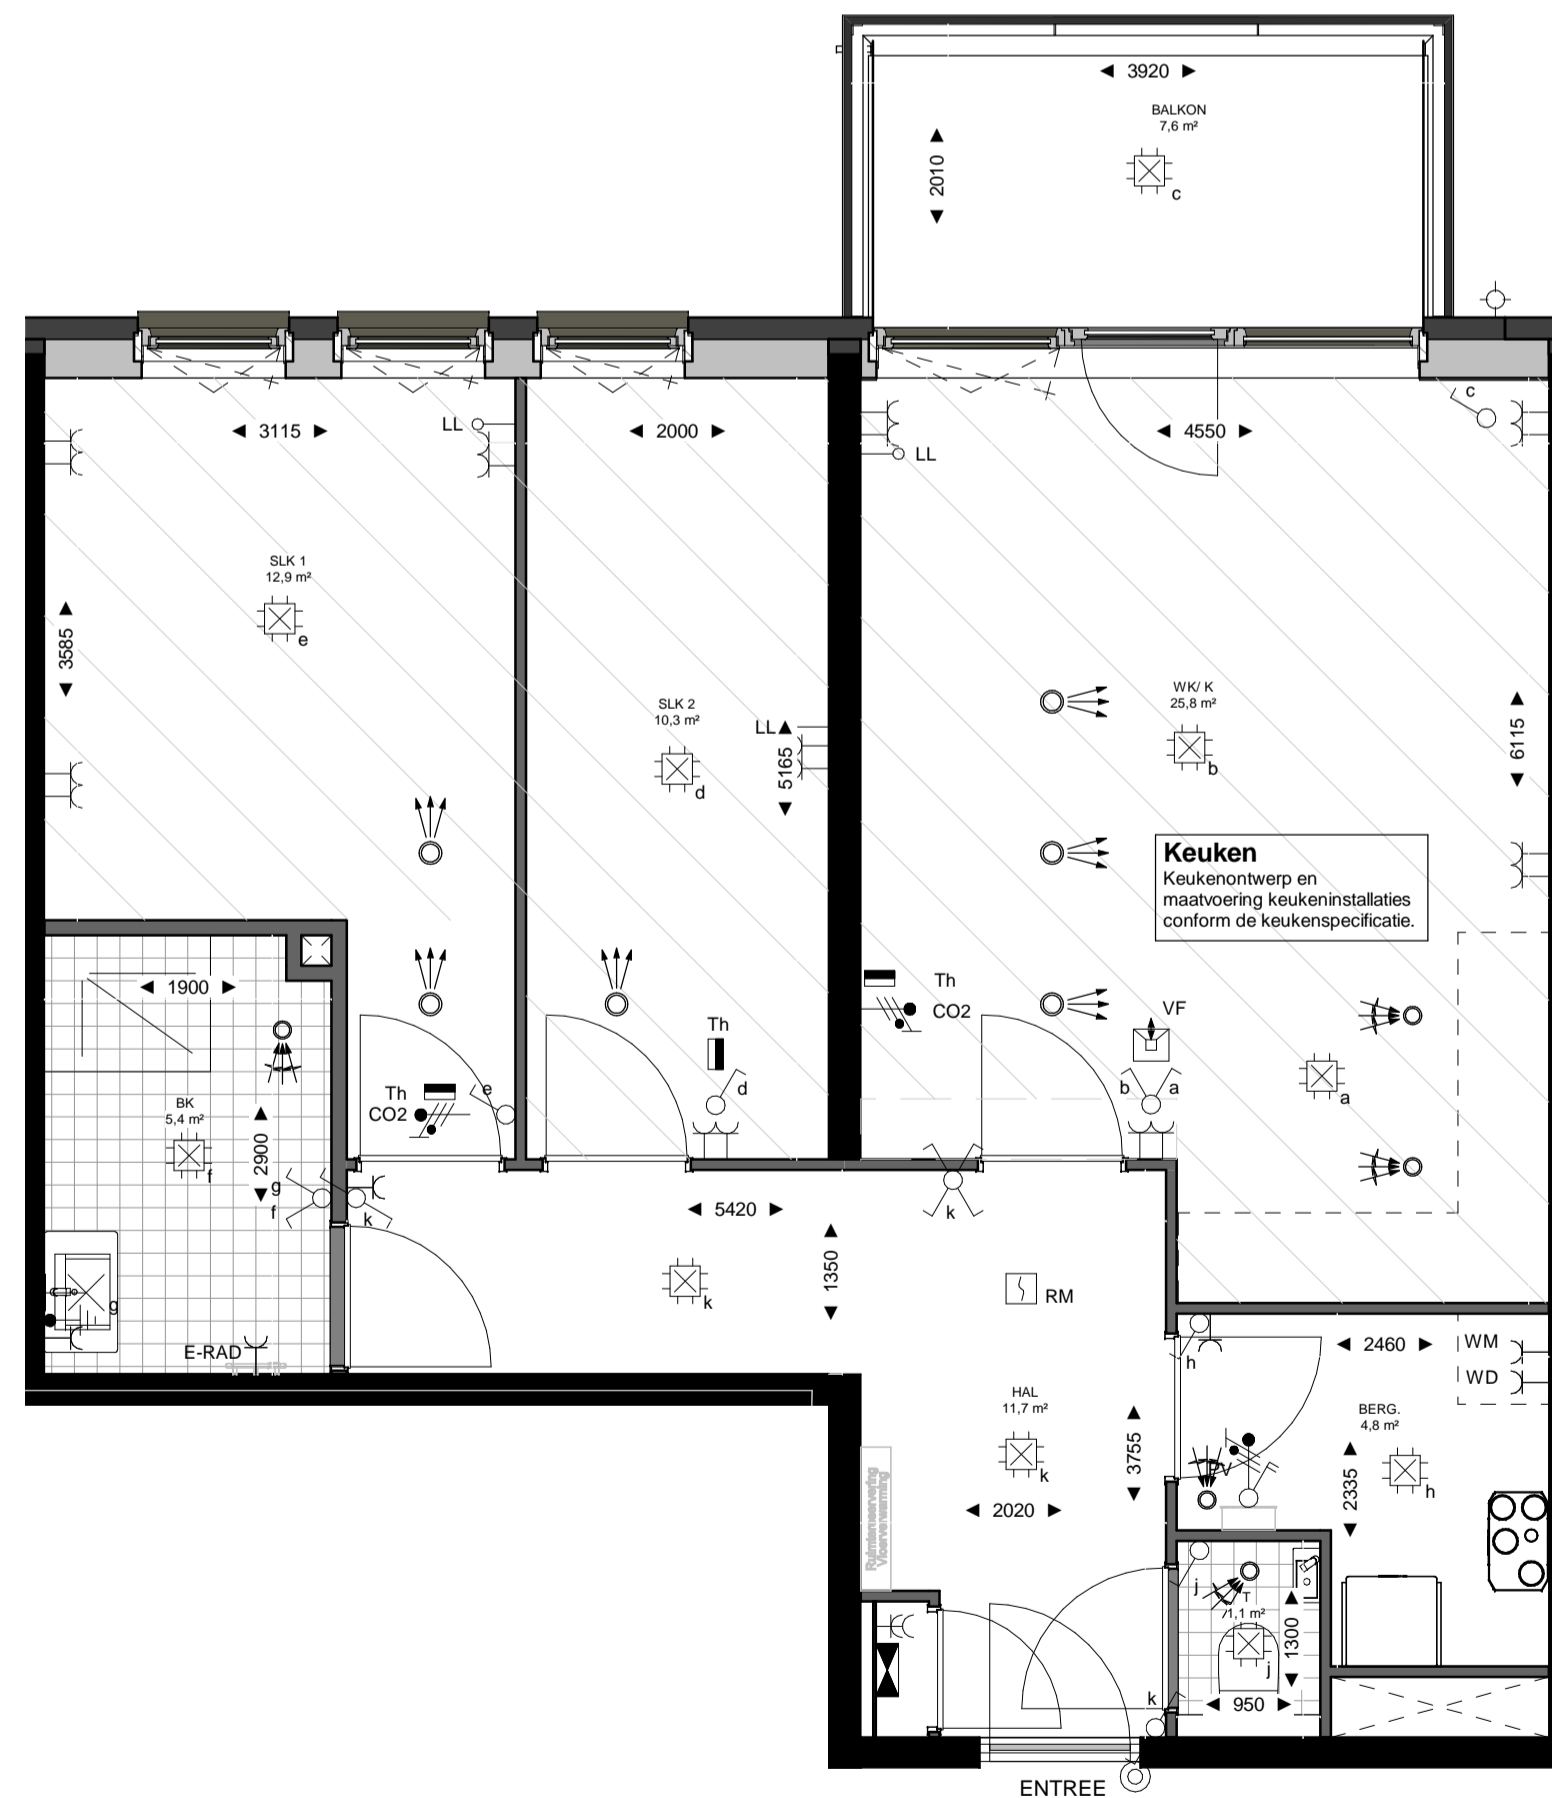 3920
BALKON
7,6 m²
2010
c
3115
LL
2000
4550
c
LL
SLK 1
12,9 m²
e
3585
SLK 2
10,3 m²
d
LL
5165
WK/ K
25,8 m²
b
6115
Keuken
Keukenontwerp en
maatvoering keukeninstallaties
conform de keukenspecificatie.
1900
Th
CO2
VF
Th
d
b
a
a
Th
CO2
e
BK
5,4 m²
f
2900
g
f
k
5420
k
1350
k
RM
g
E-RAD
h
2460
WM
WD
HAL
11,7 m²
k
3755
BERG.
4,8 m²
h
2335
2020
Ruimtereservering
Vloerverwarming
j
T
1,1 m²
j
1300
950
k
ENTREE